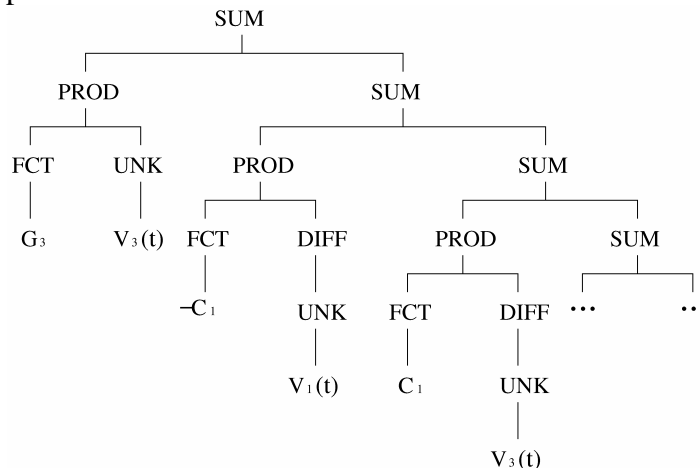 SUM
PROD SUM
FCT UNK PROD SUM
G₃ V₃(t) FCT DIFF PROD SUM
–C₁ UNK FCT DIFF ••• ••
V₁(t) C₁ UNK
V₃(t)